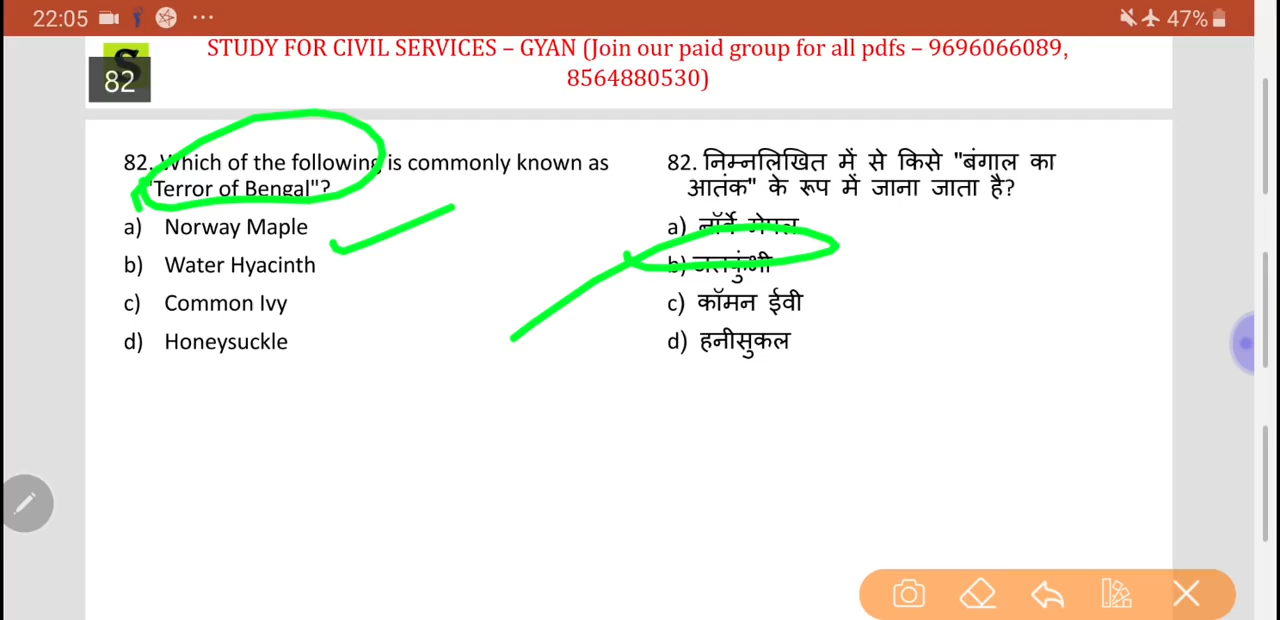 22:05
47%
STUDY FOR CIVIL SERVICES – GYAN (Join our paid group for all pdfs – 9696066089,
8564880530)
S
82
82. Which of the following is commonly known as
"Terror of Bengal"?
a) Norway Maple
b) Water Hyacinth
c) Common Ivy
d) Honeysuckle
82. निम्नलिखित में से किसे "बंगाल का
आतंक" के रूप में जाना जाता है?
a) नॉर्वे मेपल
b) जलकुंभी
c) कॉमन ईवी
d) हनीसुकल